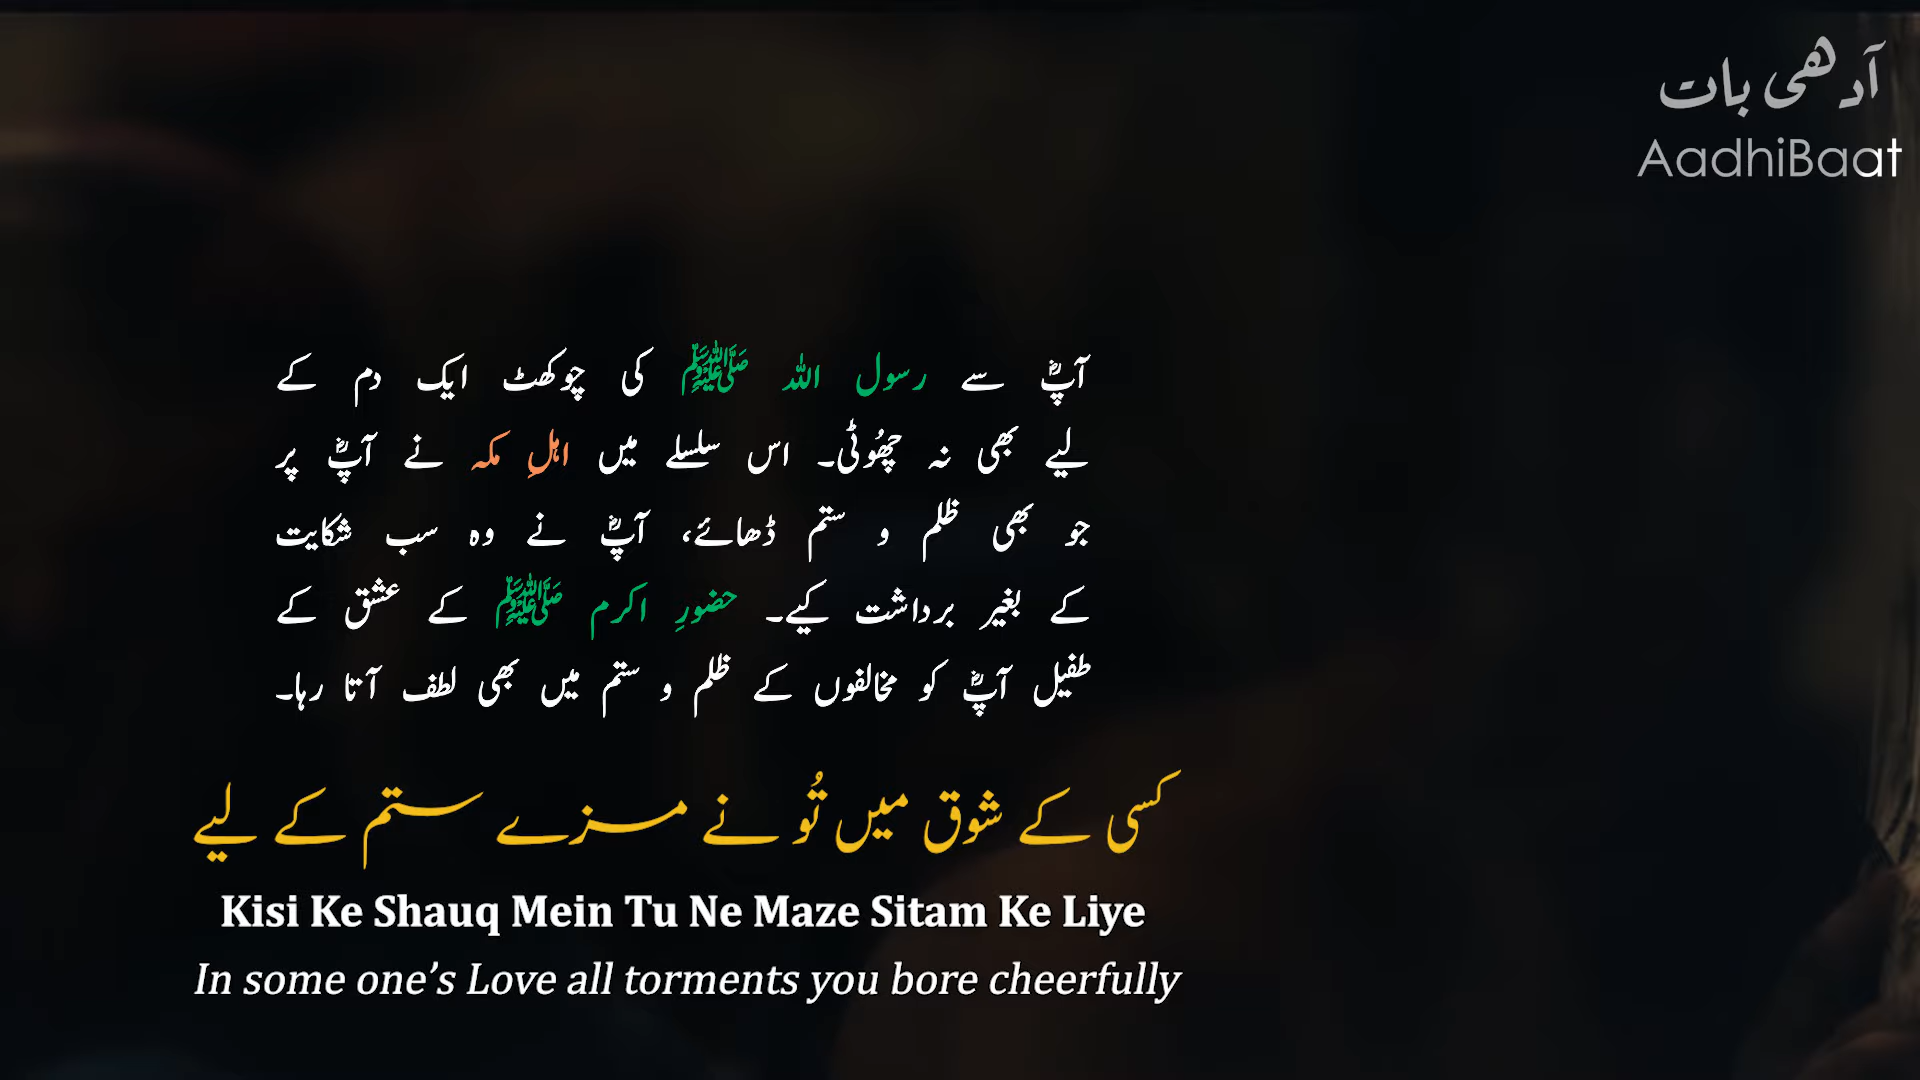 آدھی بات
AadhiBaat
آپؓ سے رسول اللہ ﷺ کی چوکھٹ ایک دم کے
لیے بھی نہ چھُوٹی۔ اس سلسلے میں اہلِ مکہ نے آپؓ پر
جو بھی ظلم و ستم ڈھائے، آپؓ نے وہ سب شکایت
کے بغیر برداشت کیے۔ حضورِ اکرم ﷺ کے عشق کے
طفیل آپؓ کو مخالفوں کے ظلم و ستم میں بھی لطف آتا رہا۔
کسی کے شوق میں تُو نے مزے ستم کے لیے
Kisi Ke Shauq Mein Tu Ne Maze Sitam Ke Liye
In some one’s Love all torments you bore cheerfully